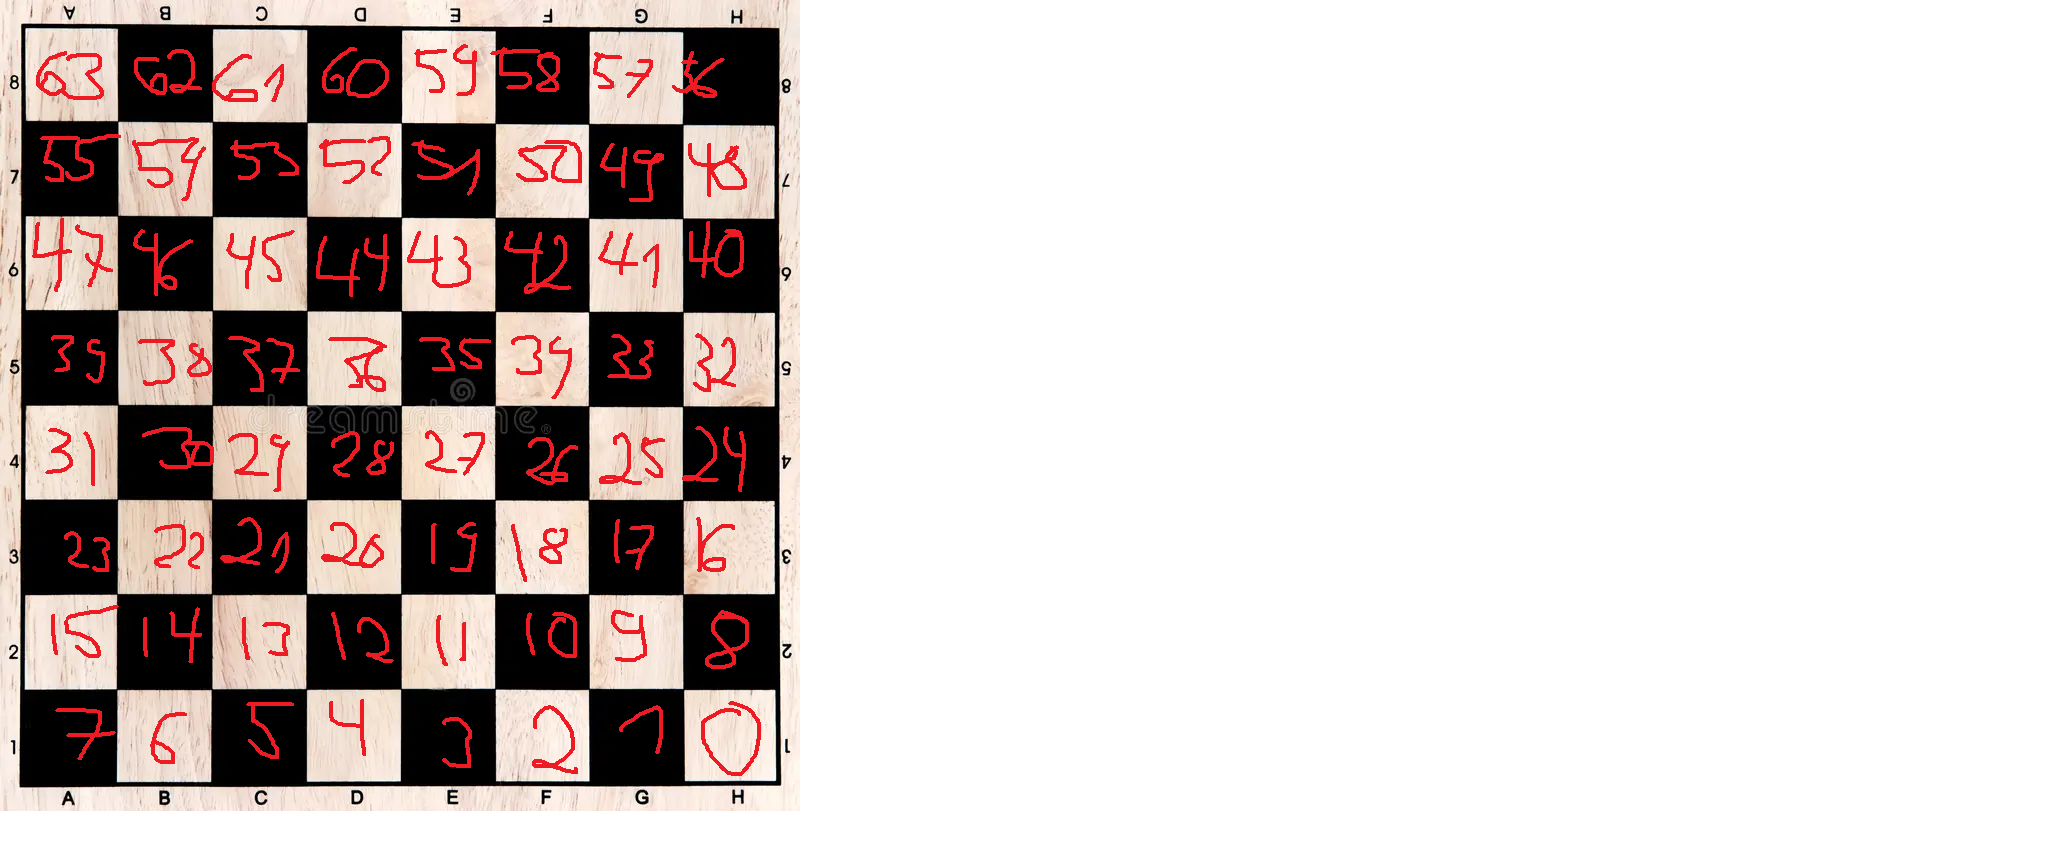 A B C D E F G H
8 63 62 61 60 59 58 57 56 8
7 55 54 53 52 51 50 49 48 7
6 47 46 45 44 43 42 41 40 6
5 39 38 37 36 35 34 33 32 5
dreamstime.
4 31 30 29 28 27 26 25 24 4
3 23 22 21 20 19 18 17 16 3
2 15 14 13 12 11 10 9 8 2
1 7 6 5 4 3 2 1 0 1
A B C D E F G H